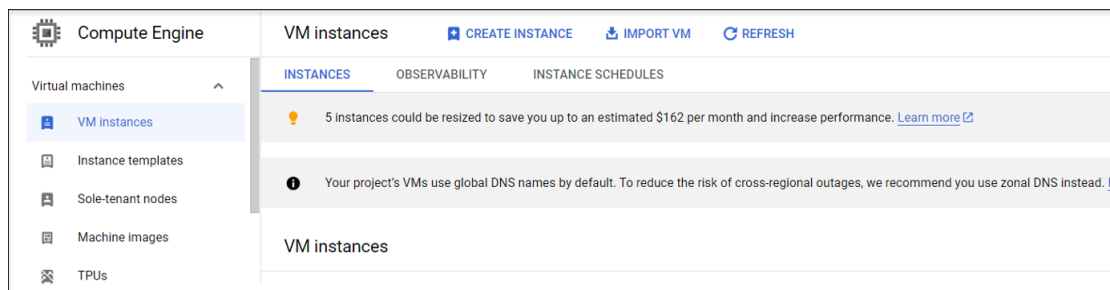 Compute Engine
VM instances
CREATE INSTANCE
IMPORT VM
REFRESH
Virtual machines
VM instances
Instance templates
Sole-tenant nodes
Machine images
TPUs
INSTANCES
OBSERVABILITY
INSTANCE SCHEDULES
5 instances could be resized to save you up to an estimated $162 per month and increase performance. Learn more
Your project's VMs use global DNS names by default. To reduce the risk of cross-regional outages, we recommend you use zonal DNS instead.
VM instances